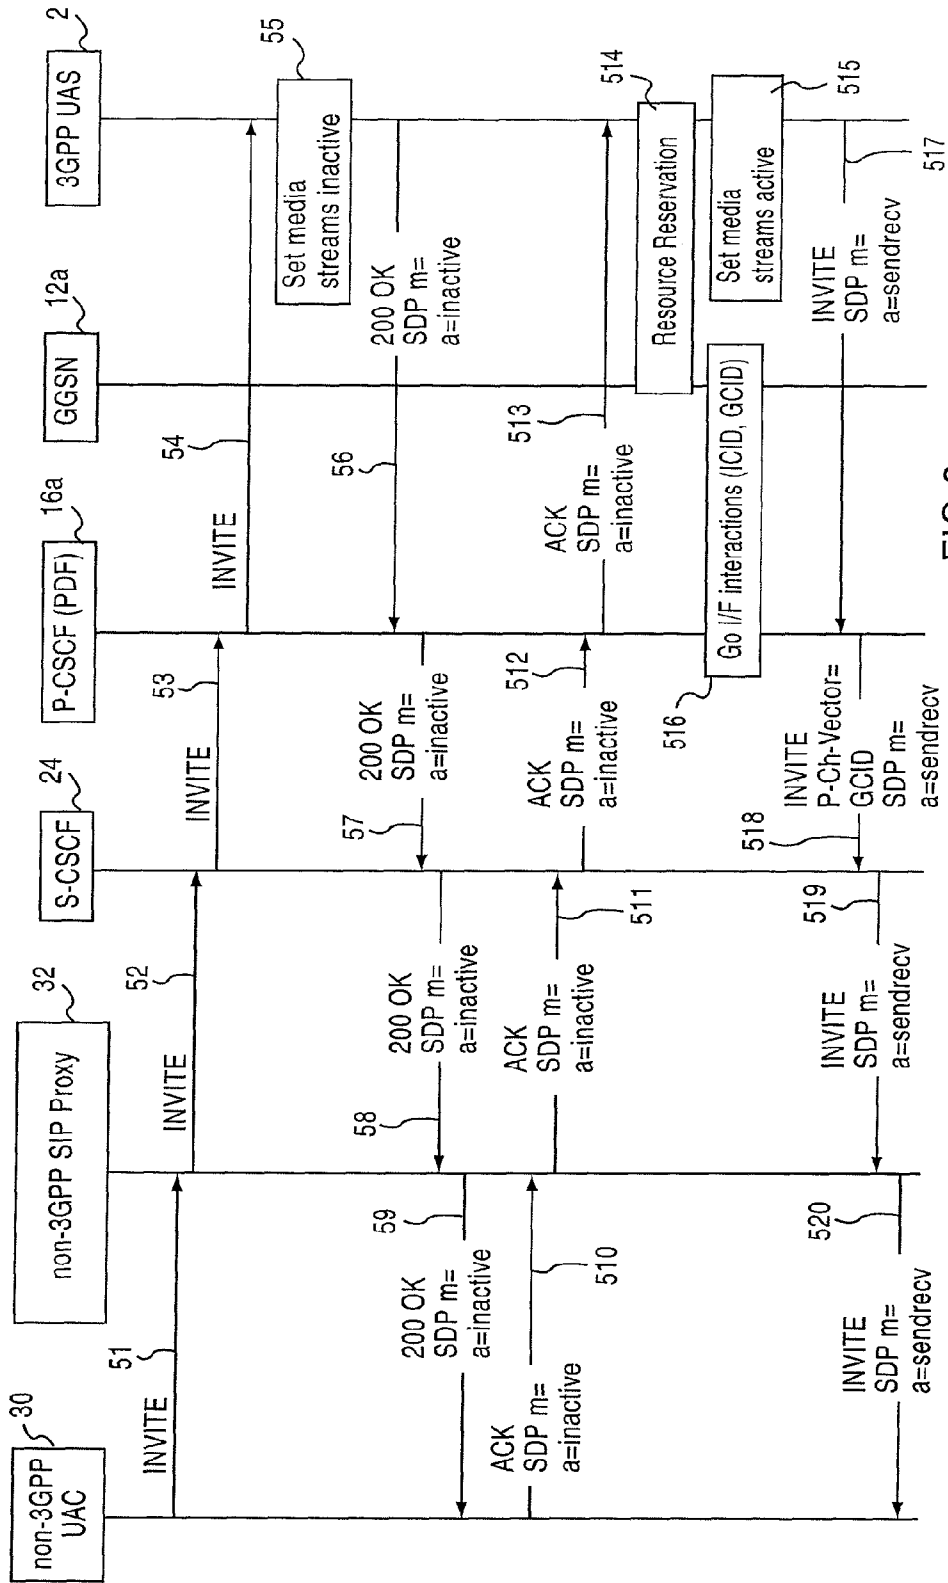 non-3GPP
UAC
30
non-3GPP SIP Proxy
32
S-CSCF
24
P-CSCF (PDF)
16a
GGSN
12a
3GPP UAS
2
INVITE
51
INVITE
52
INVITE
53
INVITE
54
Set media
streams inactive
55
200 OK
SDP m=
a=inactive
56
200 OK
SDP m=
a=inactive
57
200 OK
SDP m=
a=inactive
58
200 OK
SDP m=
a=inactive
59
ACK
SDP m=
a=inactive
510
ACK
SDP m=
a=inactive
511
ACK
SDP m=
a=inactive
512
ACK
SDP m=
a=inactive
513
Resource Reservation
514
Set media
streams active
515
Go I/F interactions (ICID, GCID)
516
INVITE
SDP m=
a=sendrecv
517
INVITE
P-Ch-Vector=
GCID
SDP m=
a=sendrecv
518
INVITE
SDP m=
a=sendrecv
519
INVITE
SDP m=
a=sendrecv
520